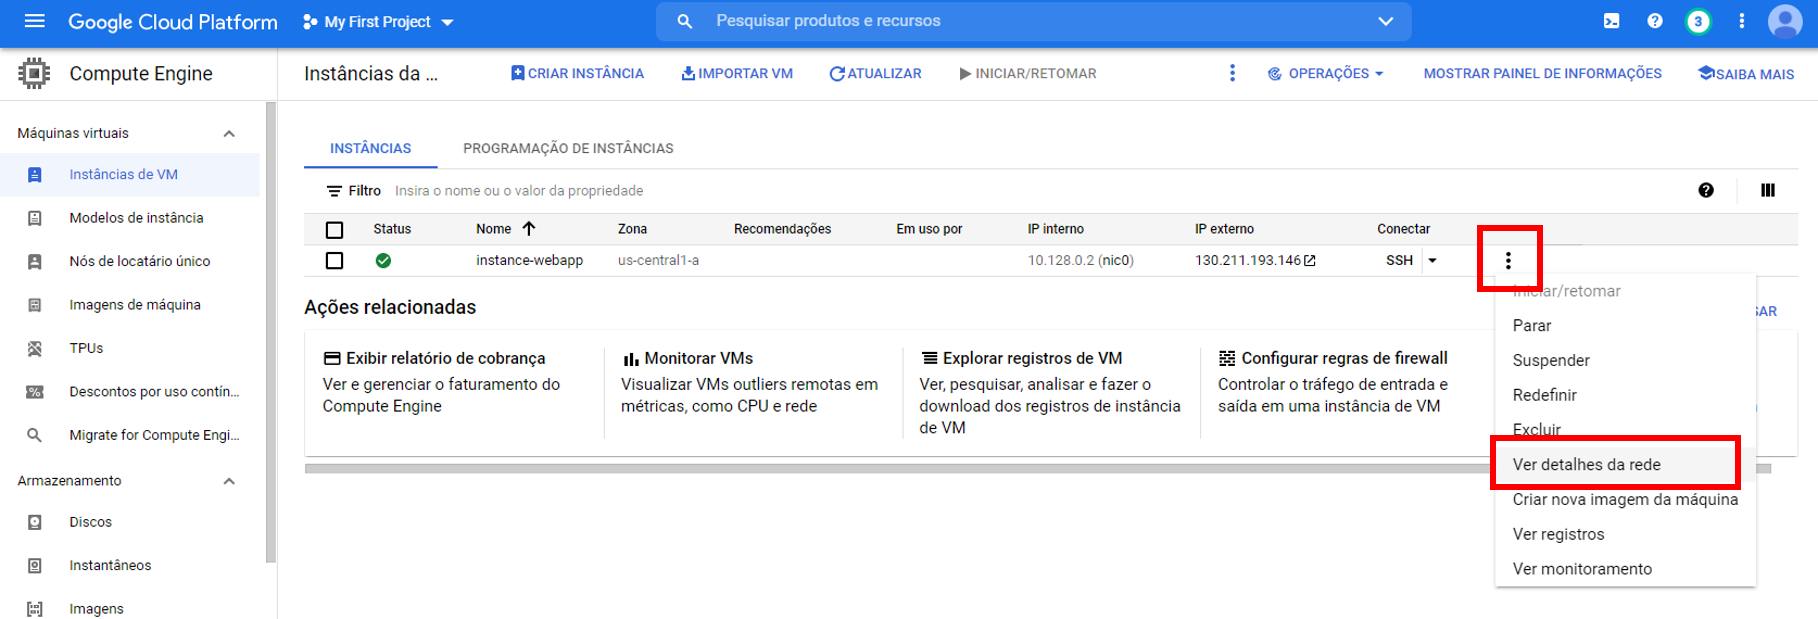 Google Cloud Platform
My First Project
Pesquisar produtos e recursos
3
Compute Engine
Instâncias da ...
CRIAR INSTÂNCIA
IMPORTAR VM
ATUALIZAR
INICIAR/RETOMAR
OPERAÇÕES
MOSTRAR PAINEL DE INFORMAÇÕES
SAIBA MAIS
Máquinas virtuais
Instâncias de VM
Modelos de instância
Nós de locatário único
Imagens de máquina
TPUs
Descontos por uso contín...
Migrate for Compute Engi...
Armazenamento
Discos
Instantâneos
Imagens
INSTÂNCIAS
PROGRAMAÇÃO DE INSTÂNCIAS
Filtro
Insira o nome ou o valor da propriedade
Status
Nome
Zona
Recomendações
Em uso por
IP interno
IP externo
Conectar
instance-webapp
us-central1-a
10.128.0.2 (nic0)
130.211.193.146
SSH
Ações relacionadas
SAR
Exibir relatório de cobrança
Ver e gerenciar o faturamento do
Compute Engine
Monitorar VMs
Visualizar VMs outliers remotas em
métricas, como CPU e rede
Explorar registros de VM
Ver, pesquisar, analisar e fazer o
download dos registros de instância
de VM
Configurar regras de firewall
Controlar o tráfego de entrada e
saída em uma instância de VM
Iniciar/retomar
Parar
Suspender
Redefinir
Excluir
Ver detalhes da rede
Criar nova imagem da máquina
Ver registros
Ver monitoramento